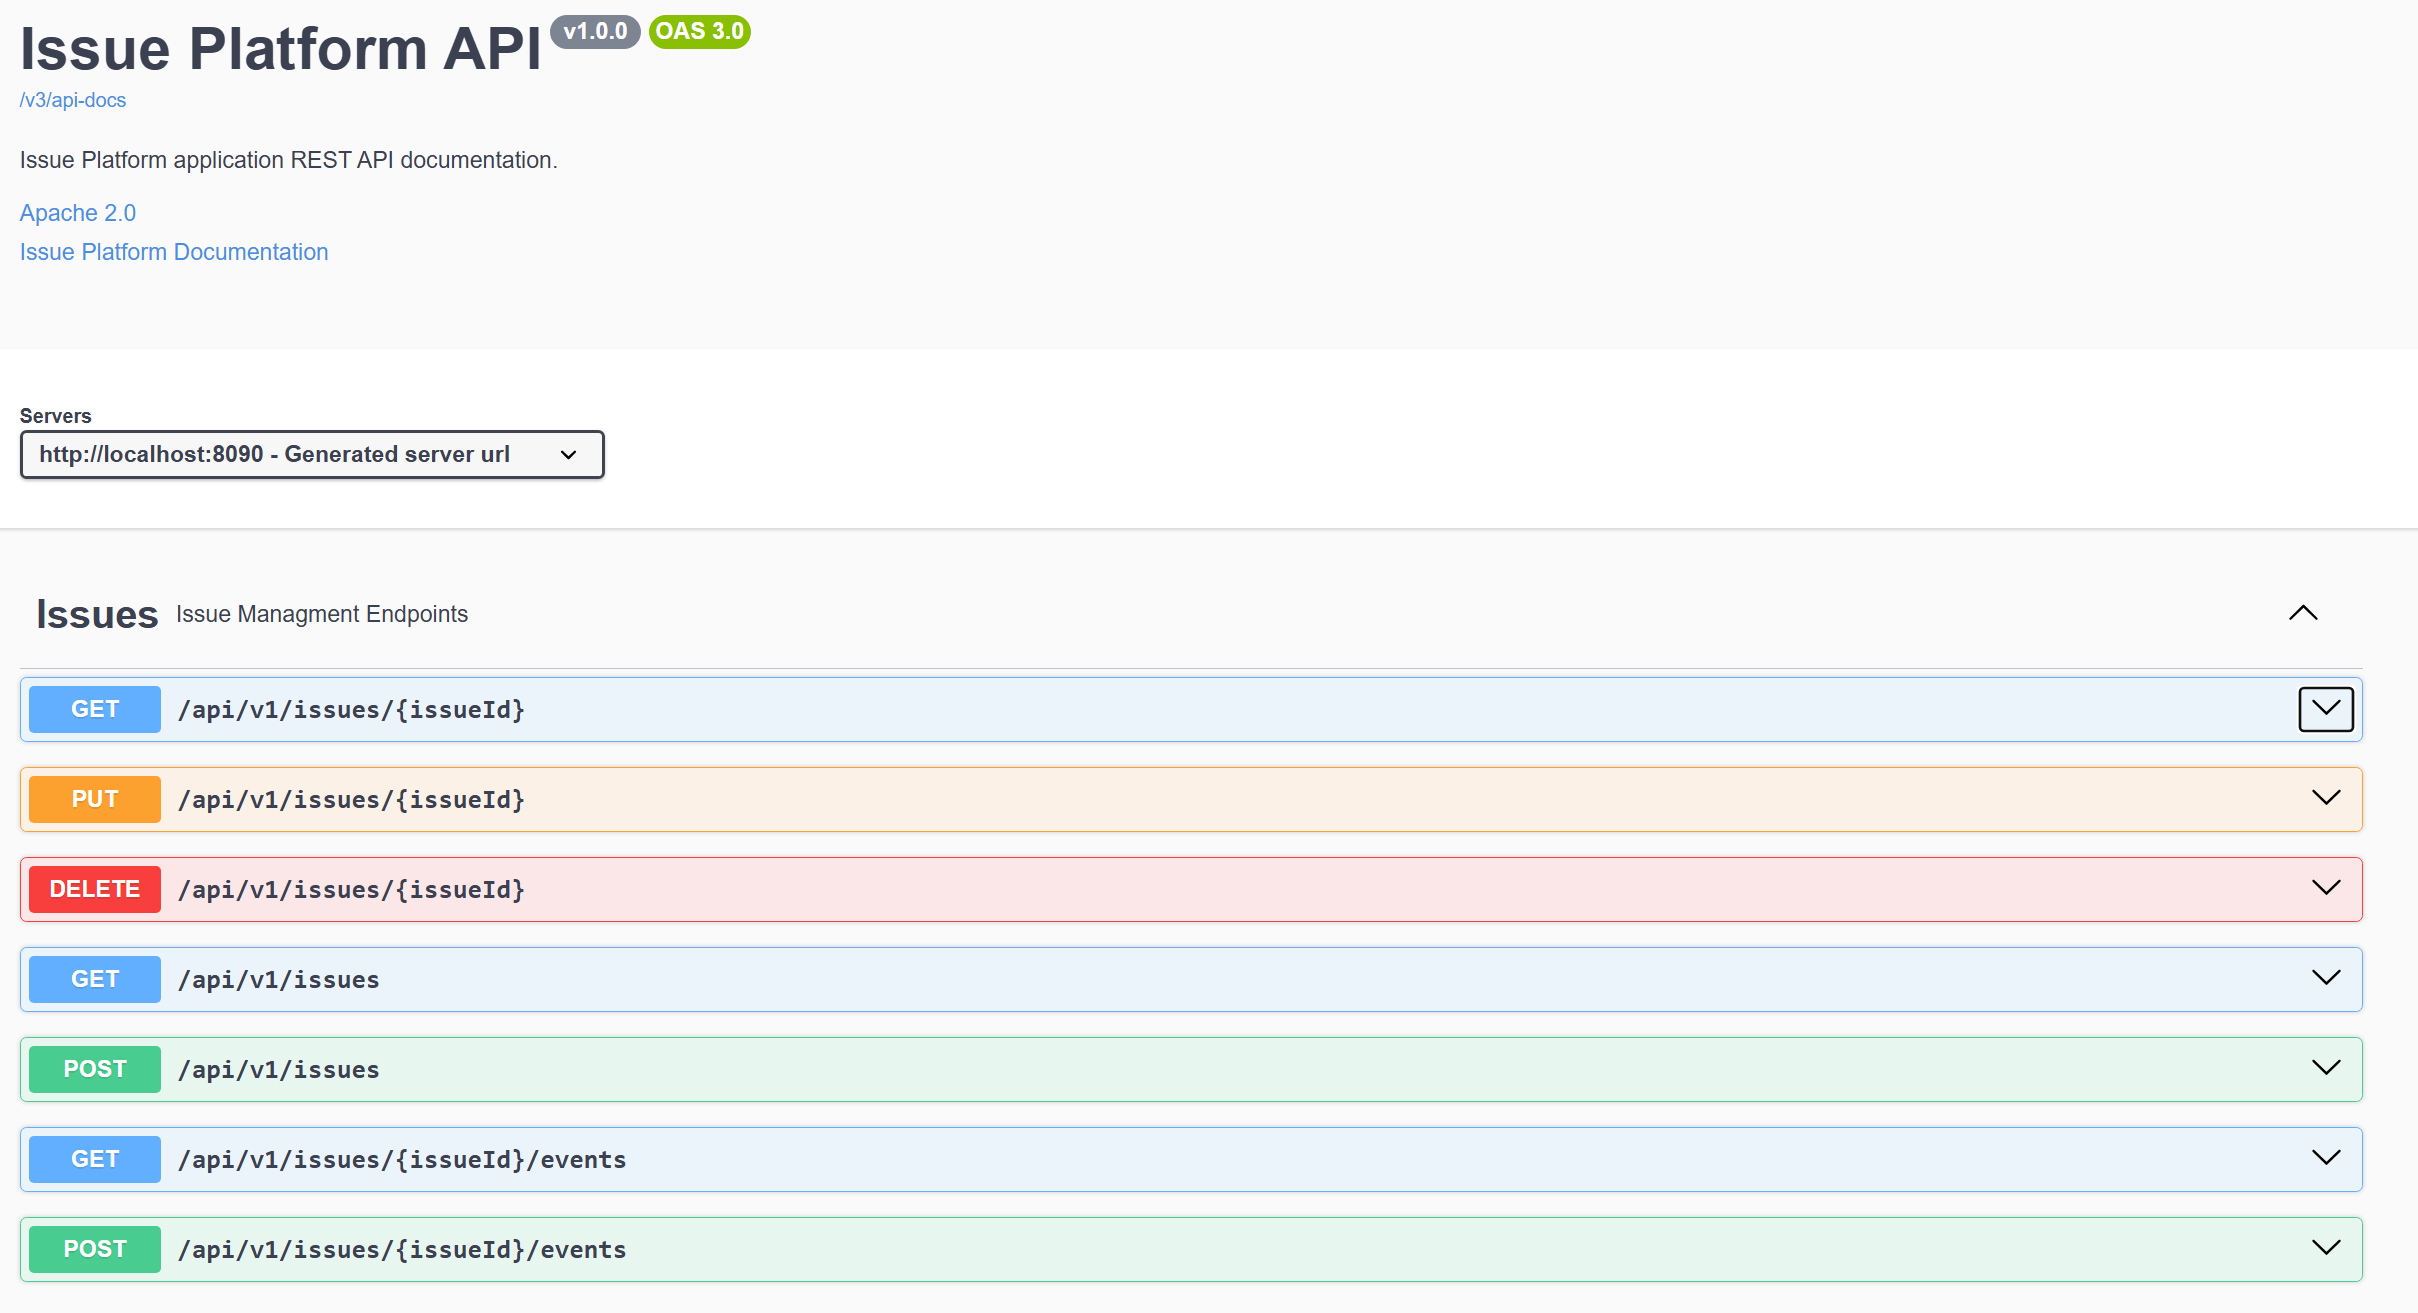 Issue Platform API v1.0.0 OAS 3.0
/v3/api-docs
Issue Platform application REST API documentation.
Apache 2.0
Issue Platform Documentation
Servers
http://localhost:8090 - Generated server url
Issues Issue Managment Endpoints
GET /api/v1/issues/{issueId}
PUT /api/v1/issues/{issueId}
DELETE /api/v1/issues/{issueId}
GET /api/v1/issues
POST /api/v1/issues
GET /api/v1/issues/{issueId}/events
POST /api/v1/issues/{issueId}/events